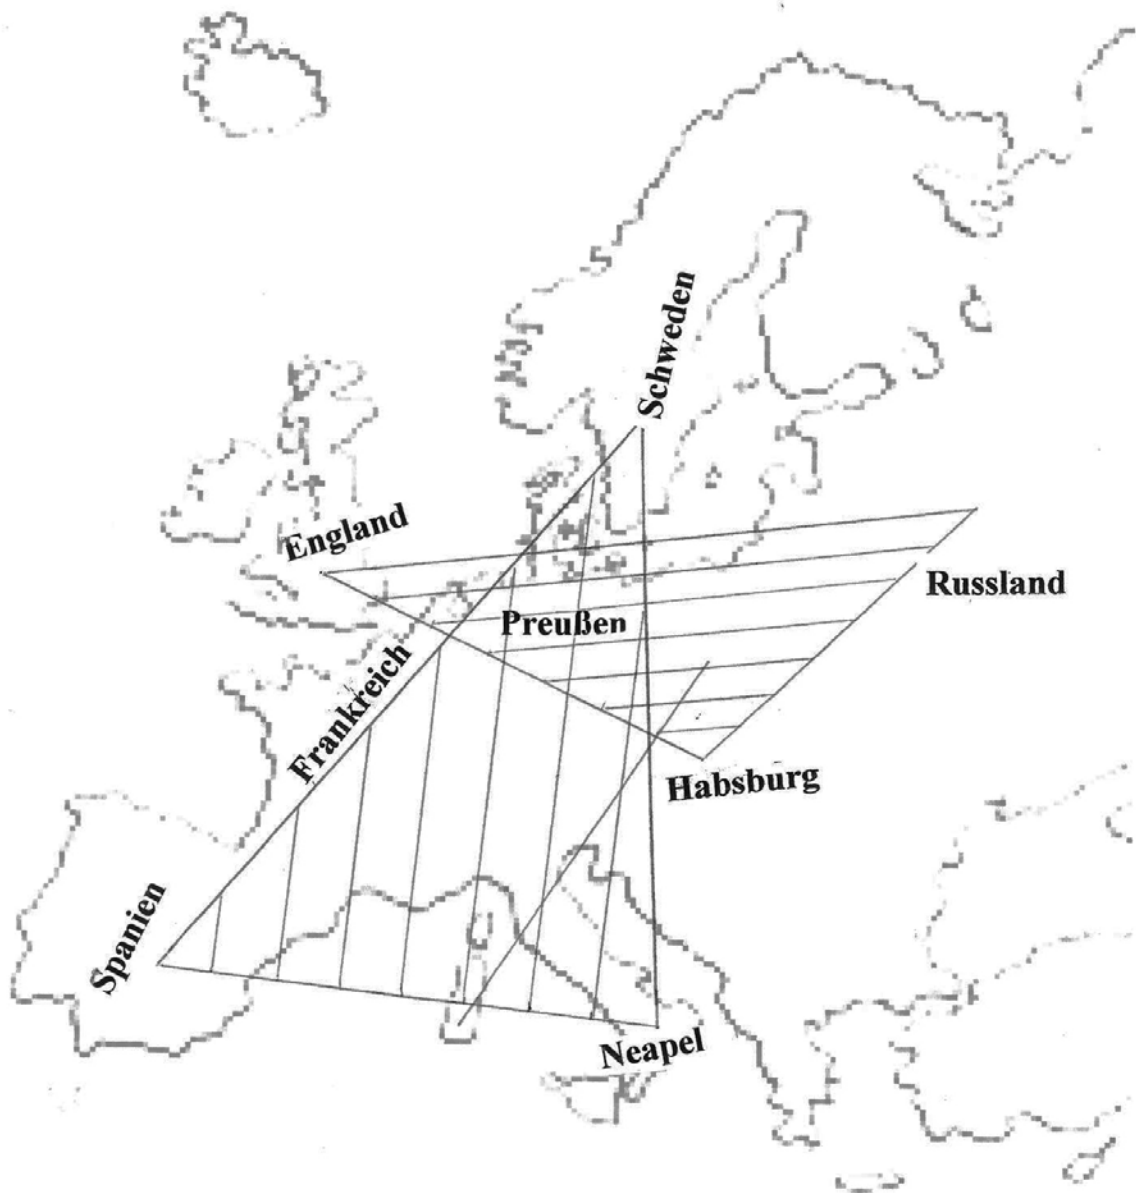 Schweden
England
Russland
Preußen
Frankreich
Habsburg
Spanien
Neapel